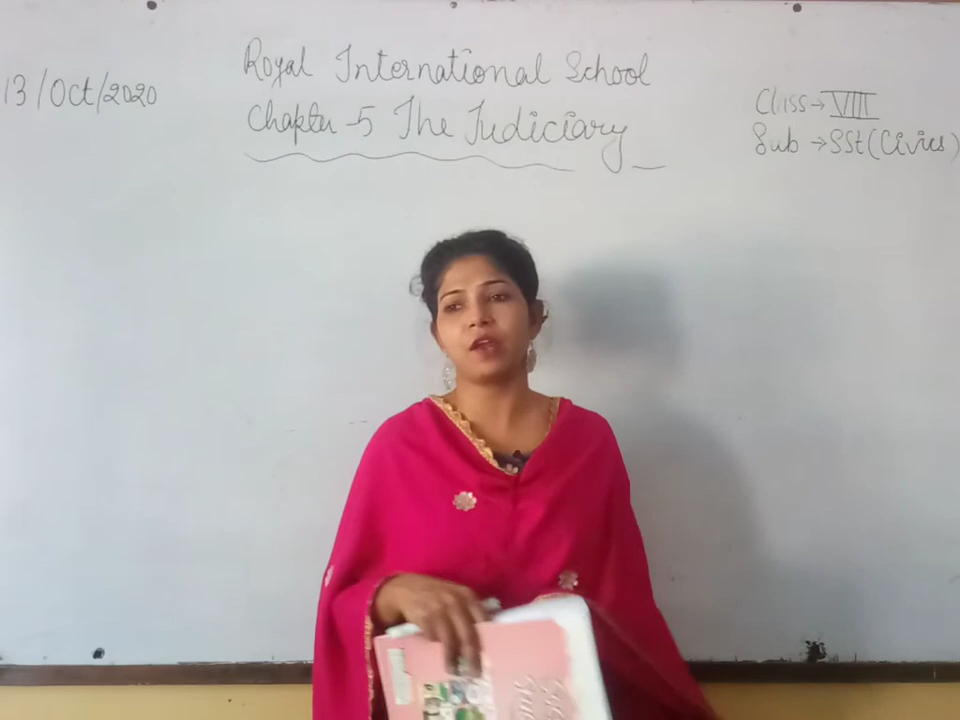 Royal International School
13/Oct/2020
Chapter-5 The Judiciary
Class→VIII
Sub→SSt(Civics)